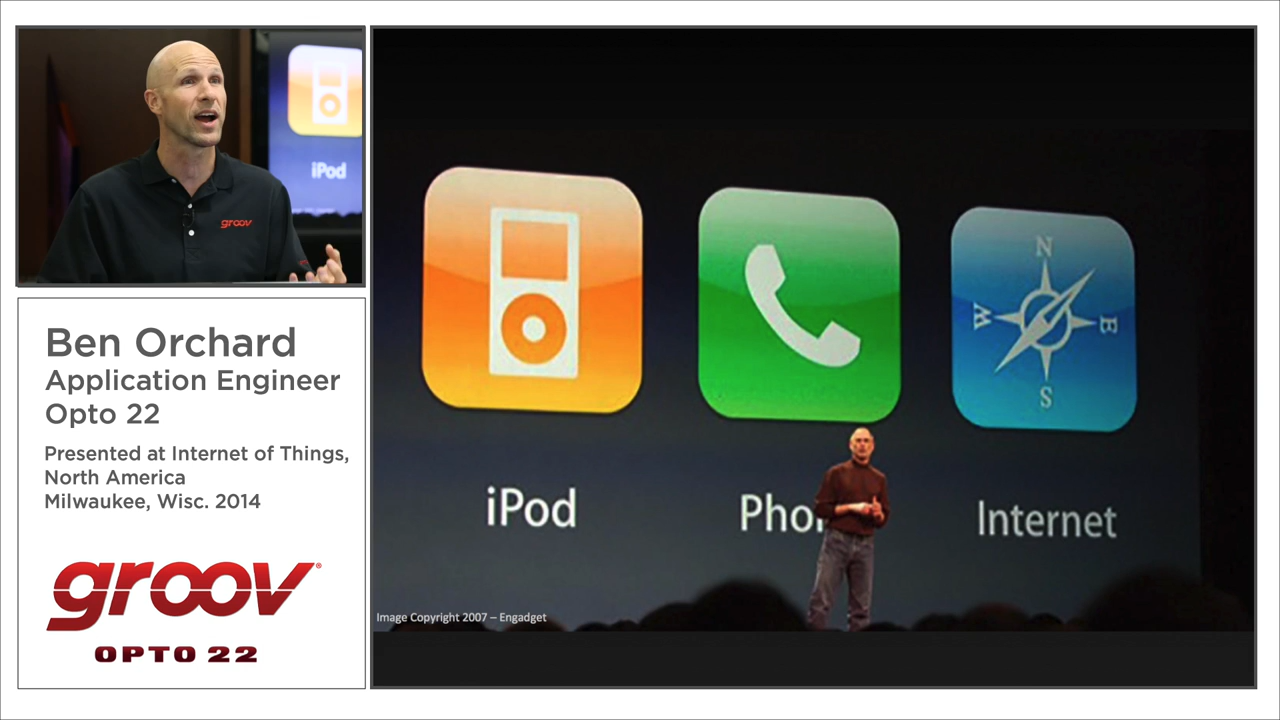 iPod
groov
Ben Orchard
Application Engineer
Opto 22
Presented at Internet of Things,
North America
Milwaukee, Wisc. 2014
groov®
OPTO 22
N
W E
S
iPod
Pho
Internet
Image Copyright 2007 – Engadget